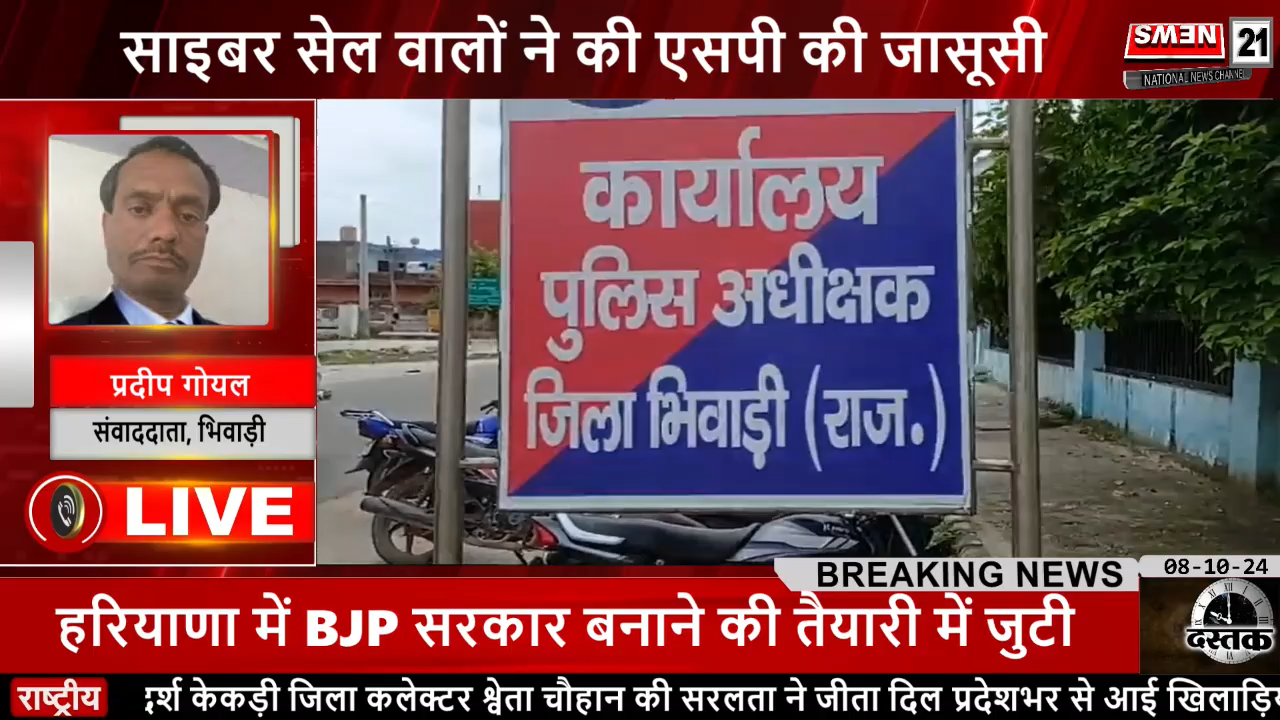 साइबर सेल वालों ने की एसपी की जासूसी
SMEN
21
NATIONAL NEWS CHANNEL
कार्यालय
पुलिस अधीक्षक
जिला भिवाड़ी (राज.)
प्रदीप गोयल
संवाददाता, भिवाड़ी
LIVE
BREAKING NEWS
08-10-24
हरियाणा में BJP सरकार बनाने की तैयारी में जुटी
दस्तक
राष्ट्रीय
केकड़ी जिला कलेक्टर श्वेता चौहान की सरलता ने जीता दिल प्रदेशभर से आई